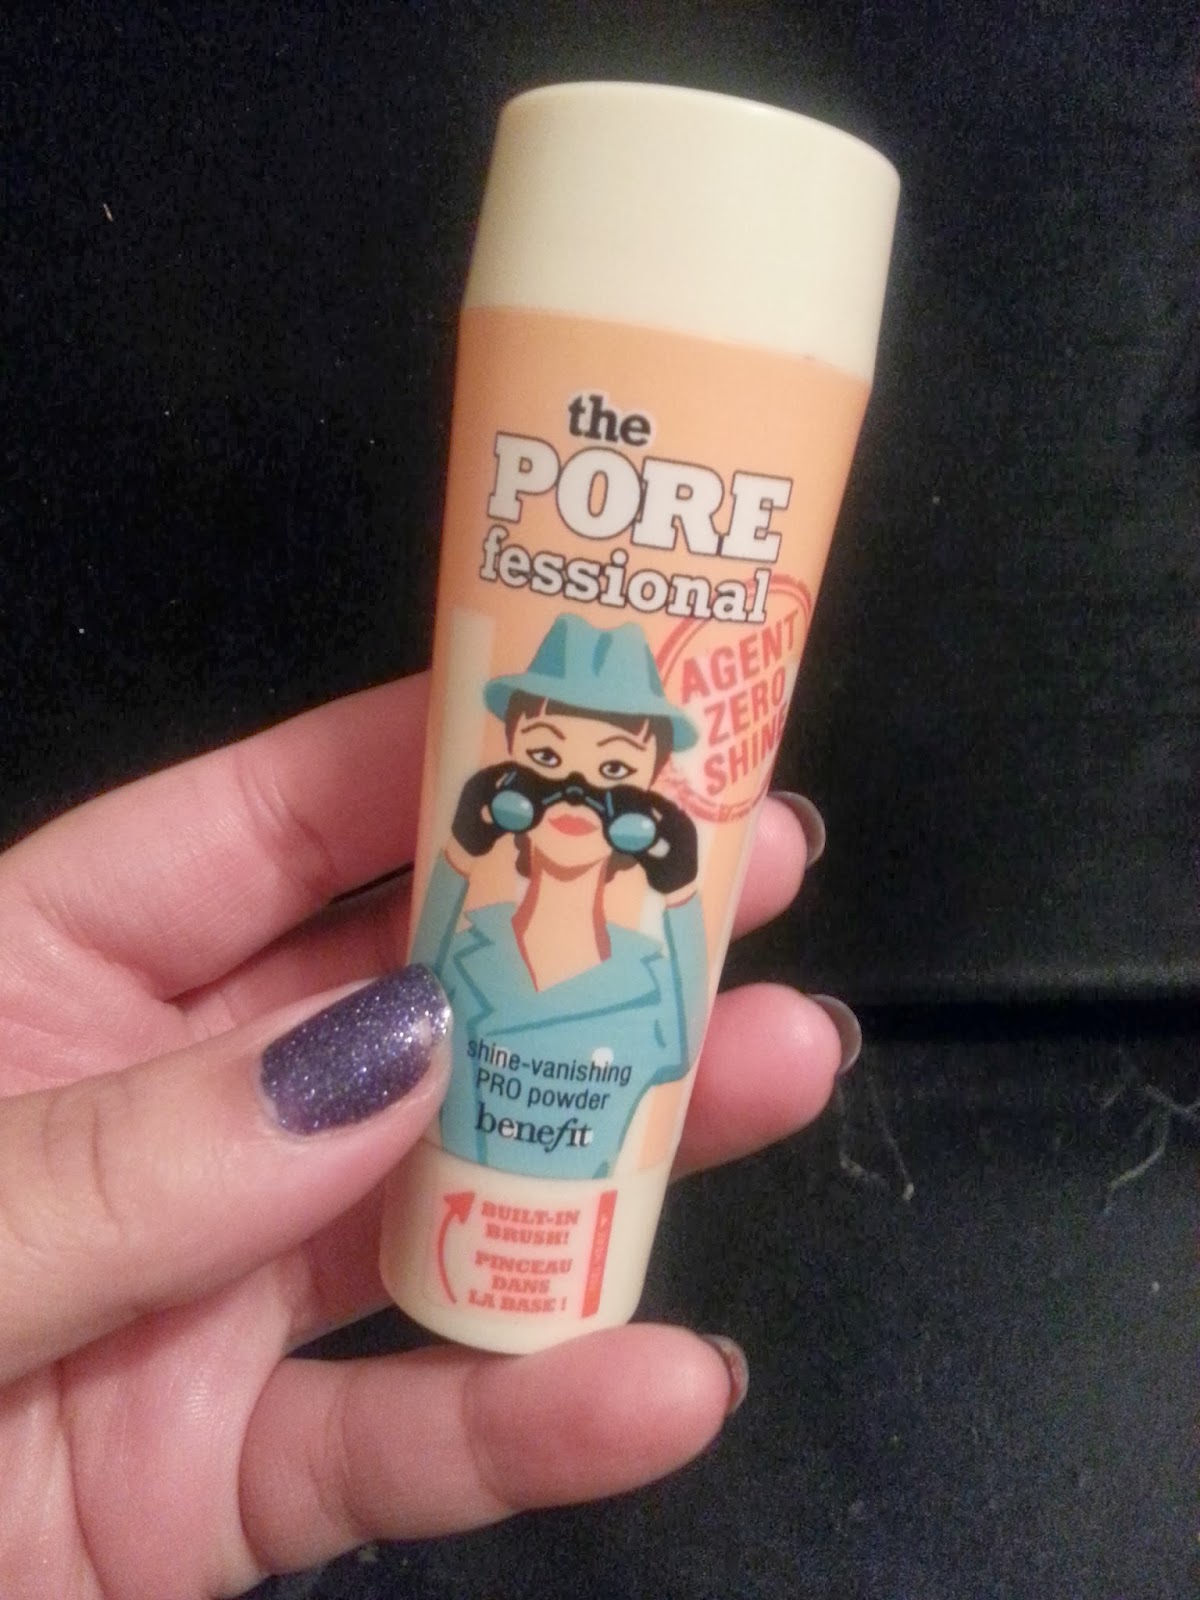 the
PORE
fessional
AGENT
ZERO
SHINE
shine-vanishing
PRO powder
benefit
BUILT-IN
BRUSH!
PINCEAU
DANS
LA BASE !